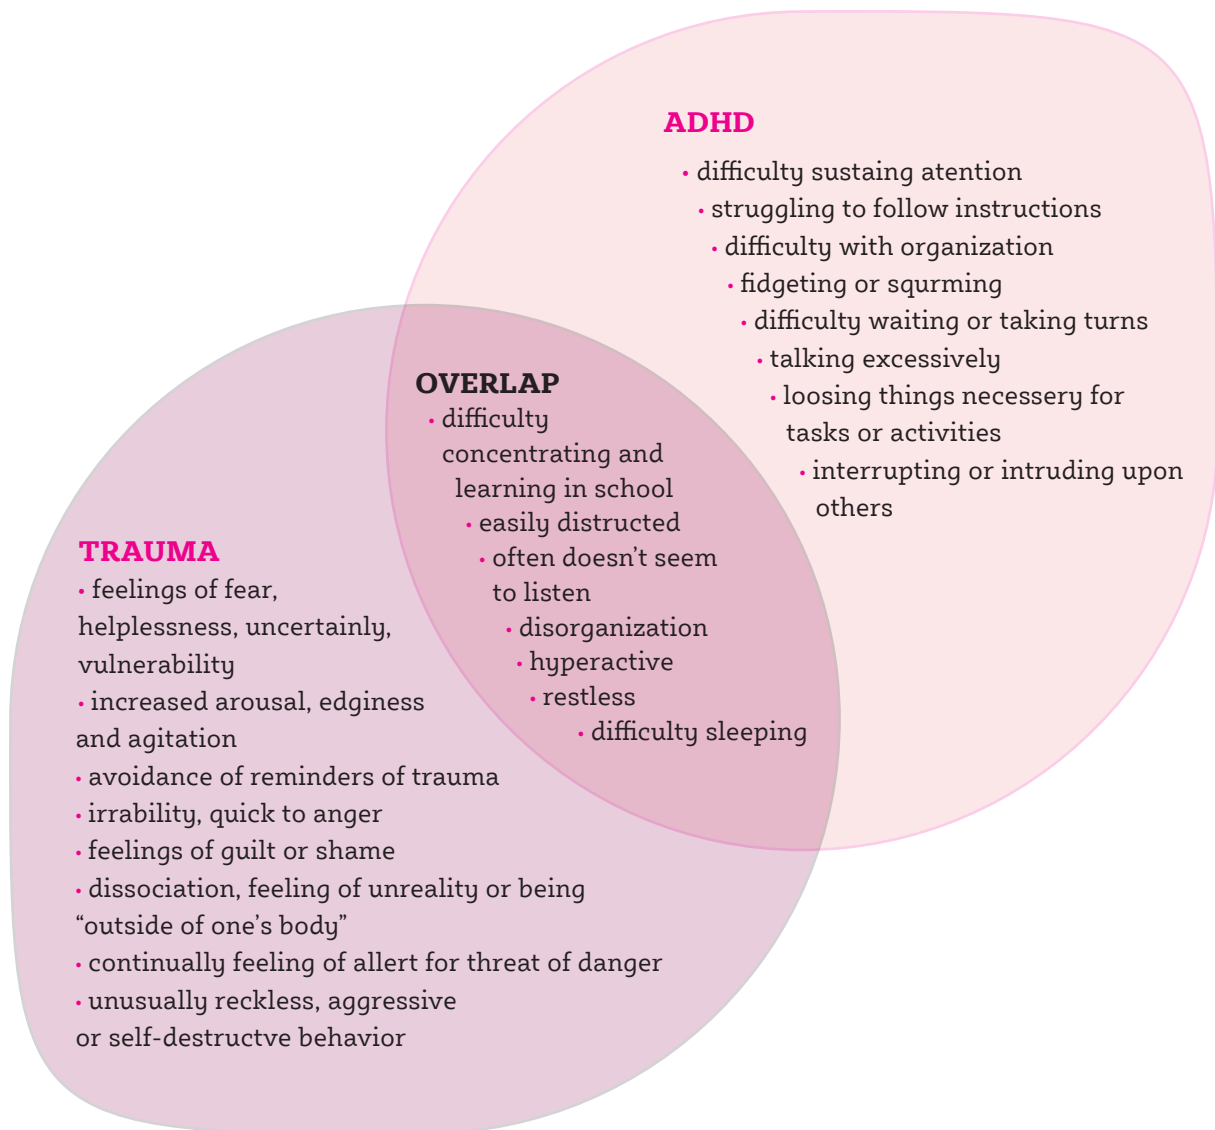 ADHD
• difficulty sustaing atention
• struggling to follow instructions
• difficulty with organization
• fidgeting or squrming
• difficulty waiting or taking turns
• talking excessively
• loosing things necessery for
tasks or activities
• interrupting or intruding upon
others
OVERLAP
• difficulty
concentrating and
learning in school
• easily distructed
• often doesn’t seem
to listen
• disorganization
• hyperactive
• restless
• difficulty sleeping
TRAUMA
• feelings of fear,
helplessness, uncertainly,
vulnerability
• increased arousal, edginess
and agitation
• avoidance of reminders of trauma
• irrability, quick to anger
• feelings of guilt or shame
• dissociation, feeling of unreality or being
“outside of one’s body”
• continually feeling of allert for threat of danger
• unusually reckless, aggressive
or self-destructve behavior